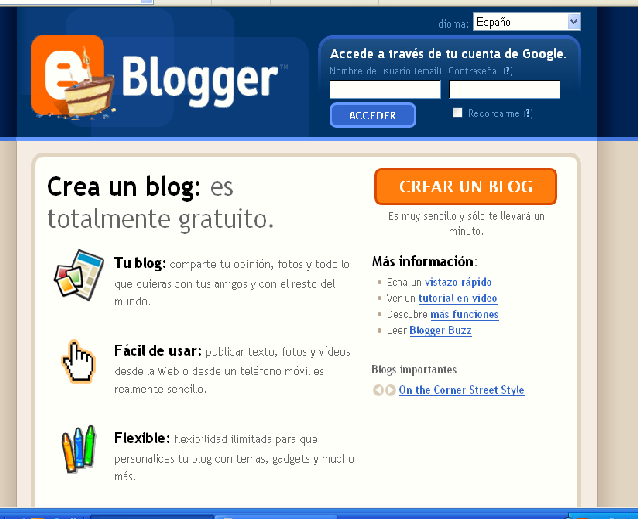 Idioma: Españo
Blogger™
Accede a través de tu cuenta de Google.
Nombre de usuario (email) Contraseña (?)
ACCEDER Recordarme (?)
Crea un blog: es
totalmente gratuito.
CREAR UN BLOG
Es muy sencillo y sólo te llevará un
minuto.
Tu blog: comparte tu opinión, fotos y todo lo
que quieras con tus amigos y con el resto del
mundo.
Fácil de usar: publicar texto, fotos y vídeos
desde la Web o desde un teléfono móvil es
realmente sencillo.
Flexible: flexibilidad ilimitada para que
personalices tu blog con temas, gadgets y mucho
más.
Más información:
Echa un vistazo rápido
Ver un tutorial en vídeo
Descubre más funciones
Leer Blogger Buzz
Blogs importantes
On the Corner Street Style